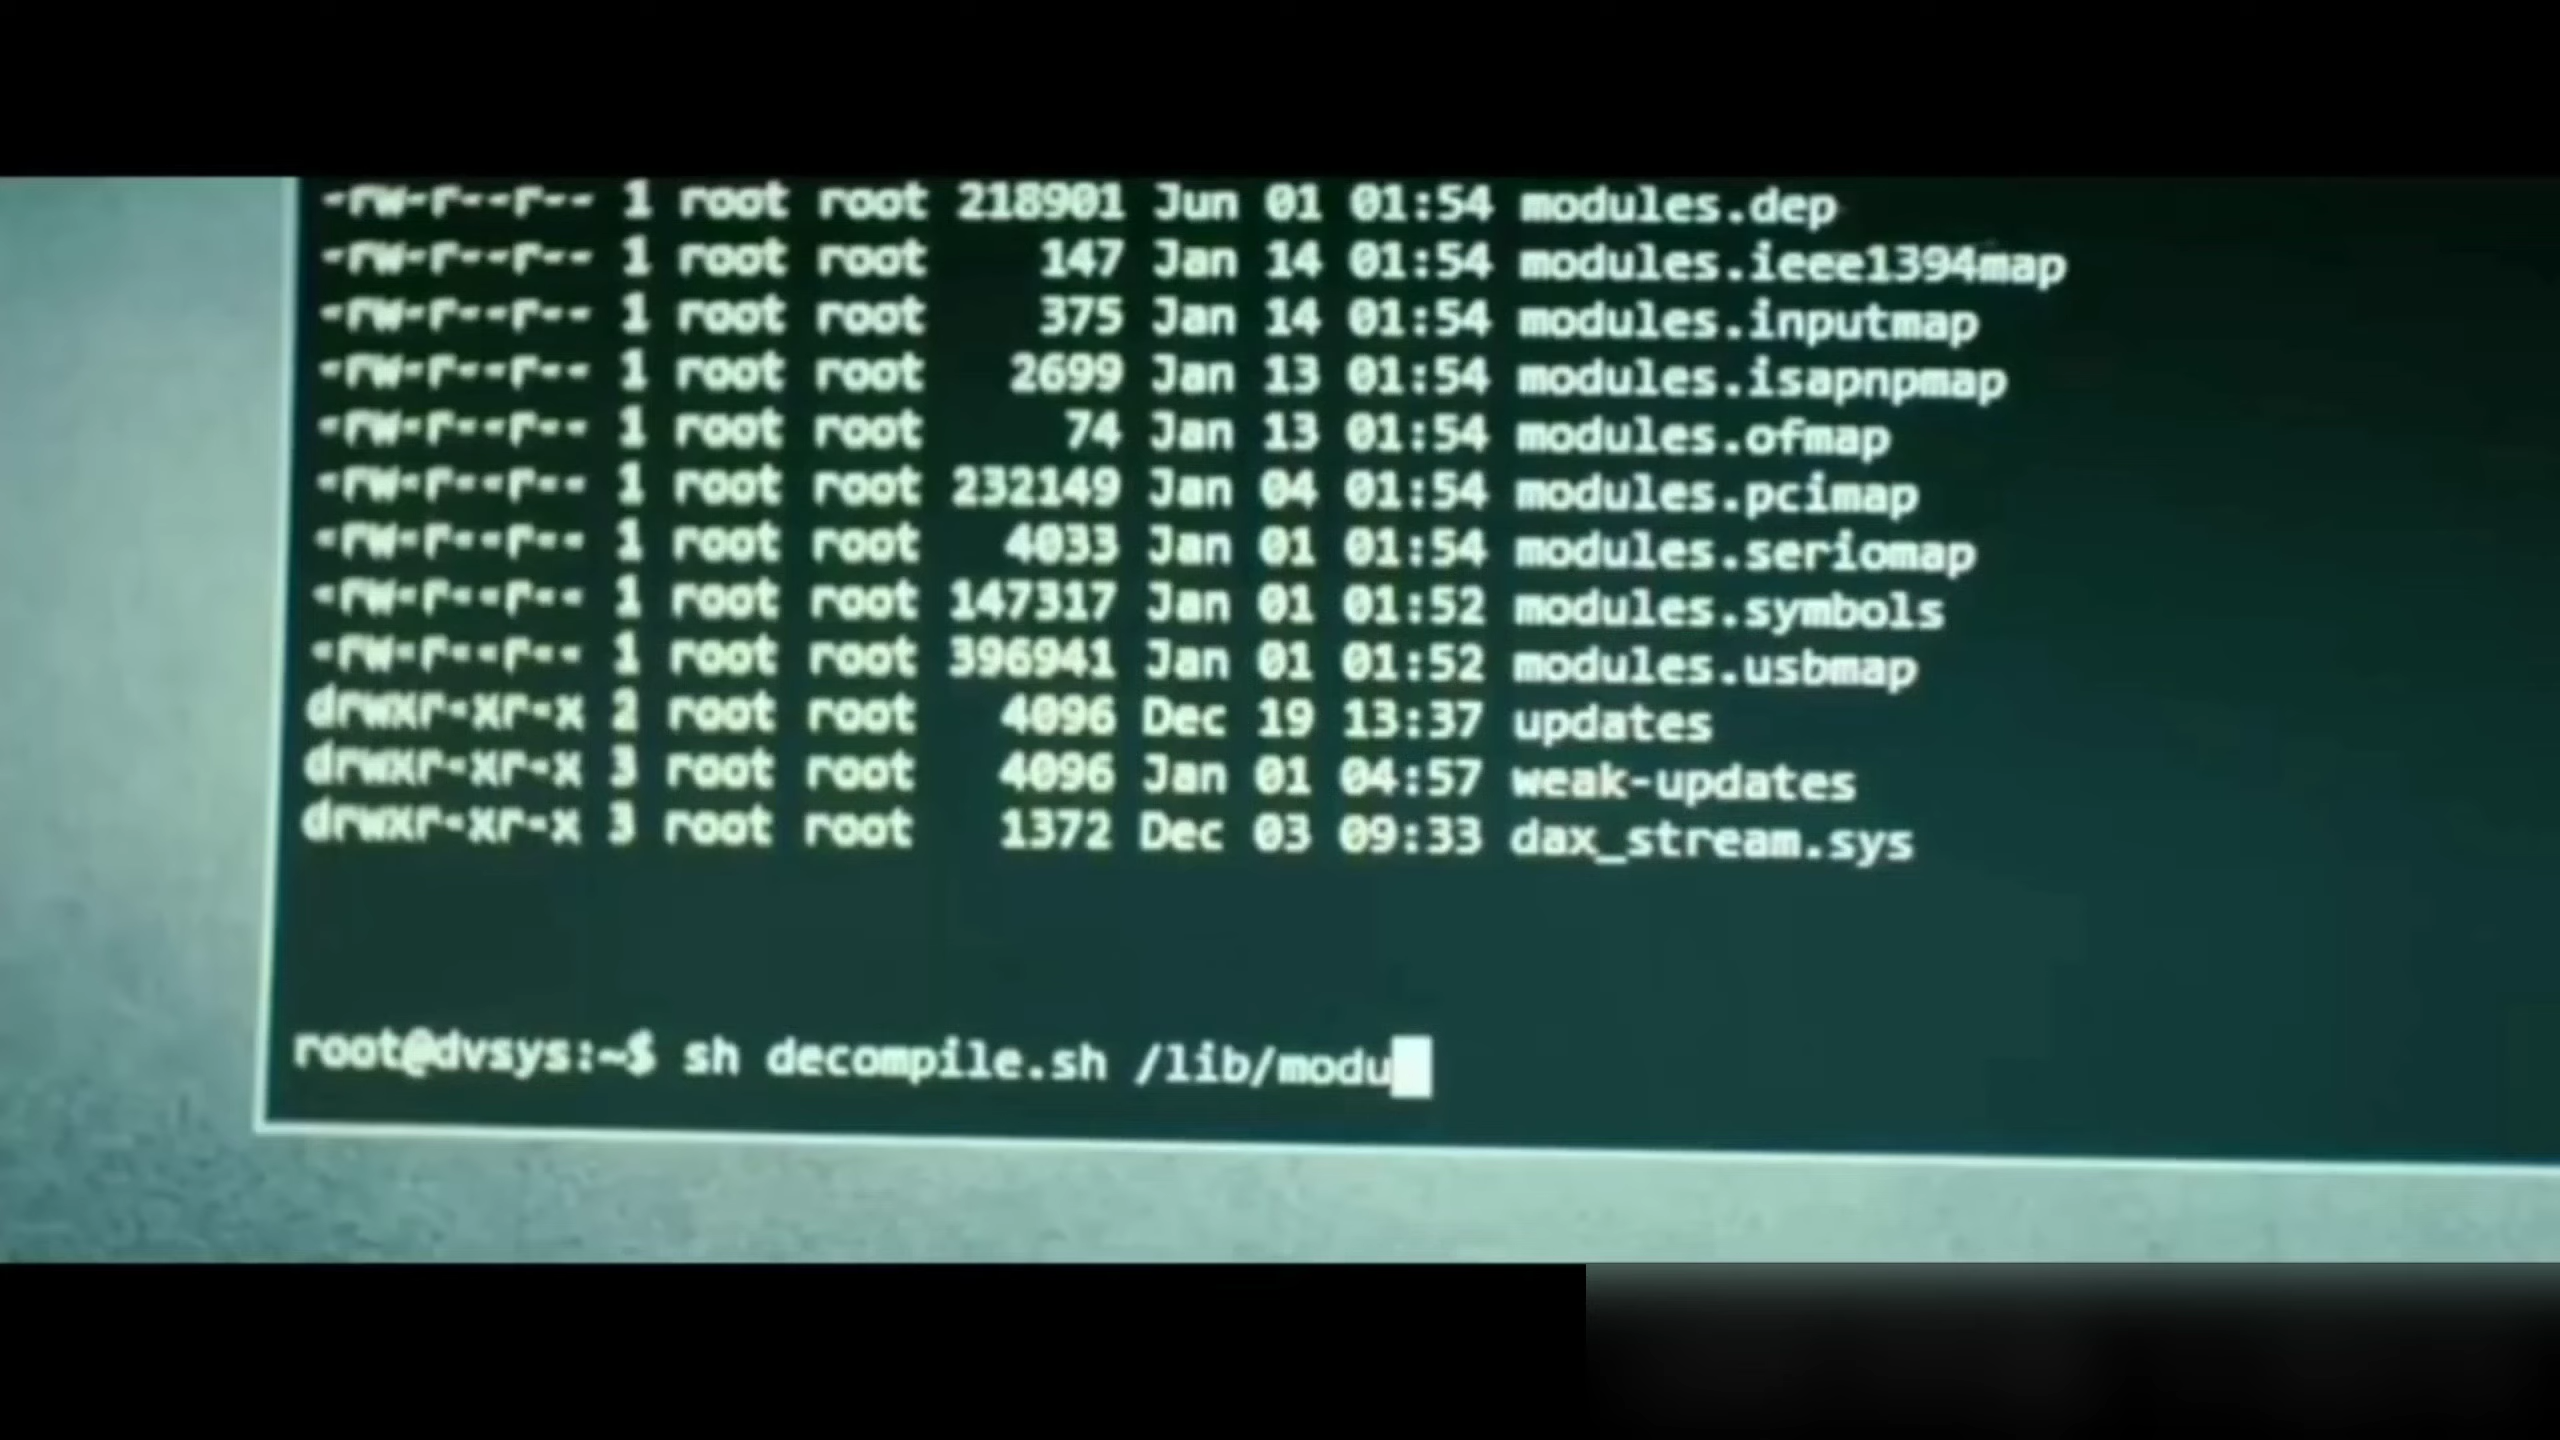 -rw-r--r-- 1 root root 218901 Jun 01 01:54 modules.dep
-rw-r--r-- 1 root root 147 Jan 14 01:54 modules.ieee1394map
-rw-r--r-- 1 root root 375 Jan 14 01:54 modules.inputmap
-rw-r--r-- 1 root root 2699 Jan 13 01:54 modules.isapnpmap
-rw-r--r-- 1 root root 74 Jan 13 01:54 modules.ofmap
-rw-r--r-- 1 root root 232149 Jan 04 01:54 modules.pcimap
-rw-r--r-- 1 root root 4033 Jan 01 01:54 modules.seriomap
-rw-r--r-- 1 root root 147317 Jan 01 01:52 modules.symbols
-rw-r--r-- 1 root root 396941 Jan 01 01:52 modules.usbmap
drwxr-xr-x 2 root root 4096 Dec 19 13:37 updates
drwxr-xr-x 3 root root 4096 Jan 01 04:57 weak-updates
drwxr-xr-x 3 root root 1372 Dec 03 09:33 dax_stream.sys
root@dvsys:~$ sh decompile.sh /lib/modu